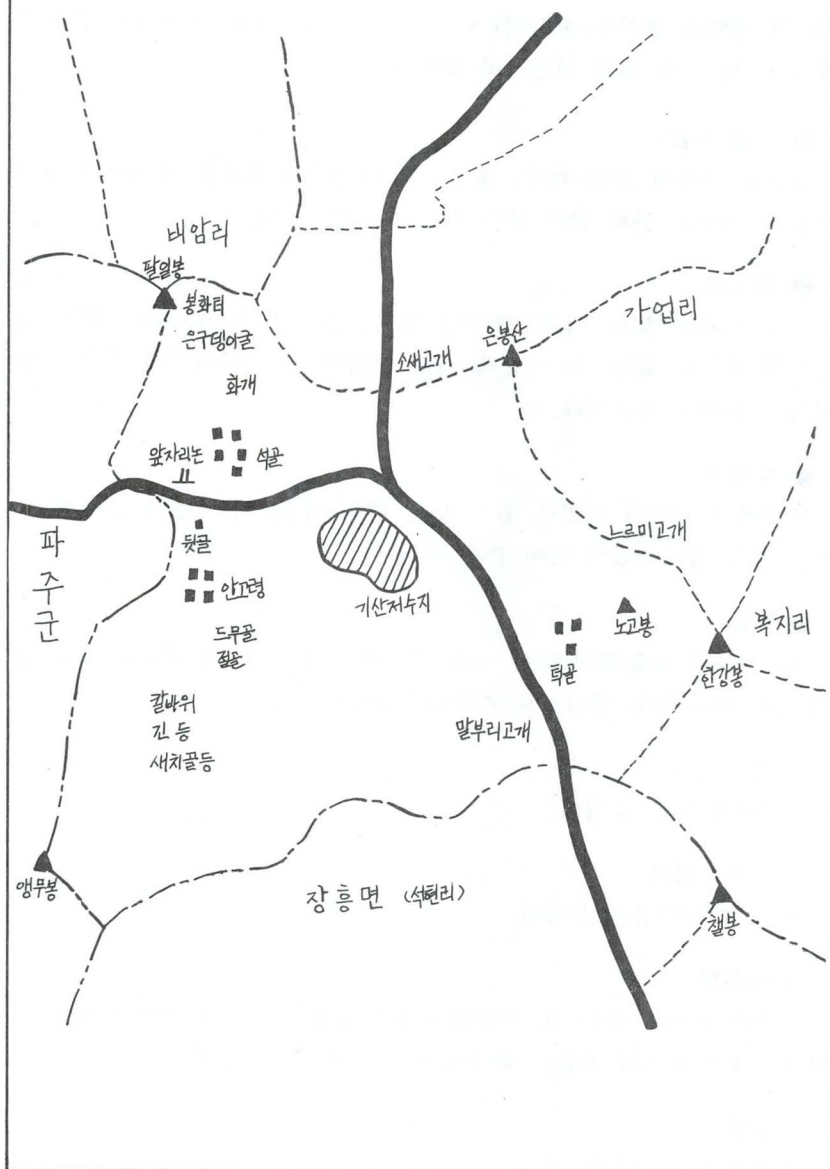 비암리
팔일봉
봉화터
은구뎅이굴
화개
소새고개
은봉산
가업리
앞자리논
석골
뒷골
안고령
기산저수지
느르미고개
파주군
드무골
절골
노고봉
복지리
턱골
한강봉
칼바위
긴등
새치골등
말부리고개
앵무봉
장흥면 (석현리)
챌봉